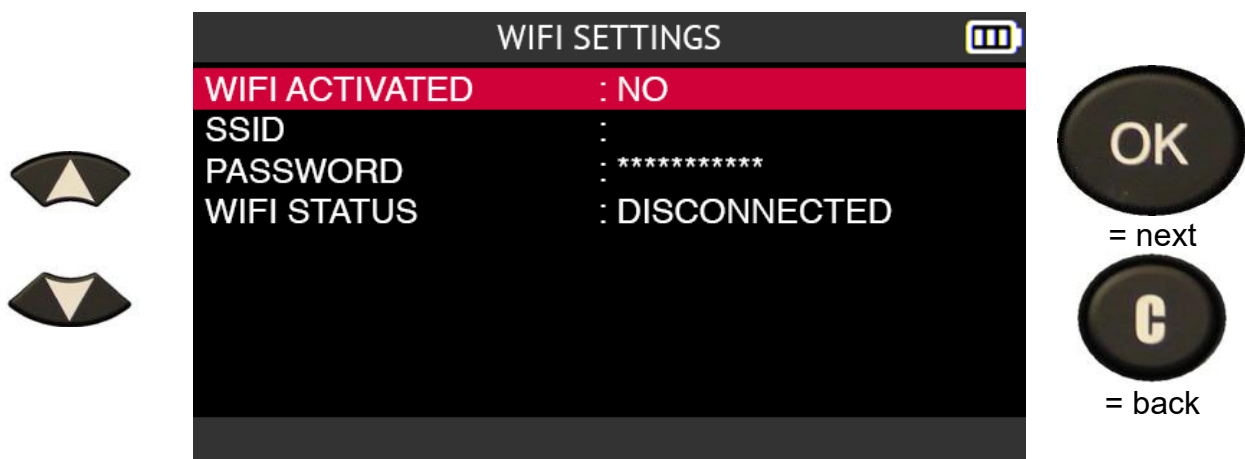 WIFI SETTINGS
WIFI ACTIVATED : NO
SSID :
PASSWORD : ***********
WIFI STATUS : DISCONNECTED
OK
= next
C
= back